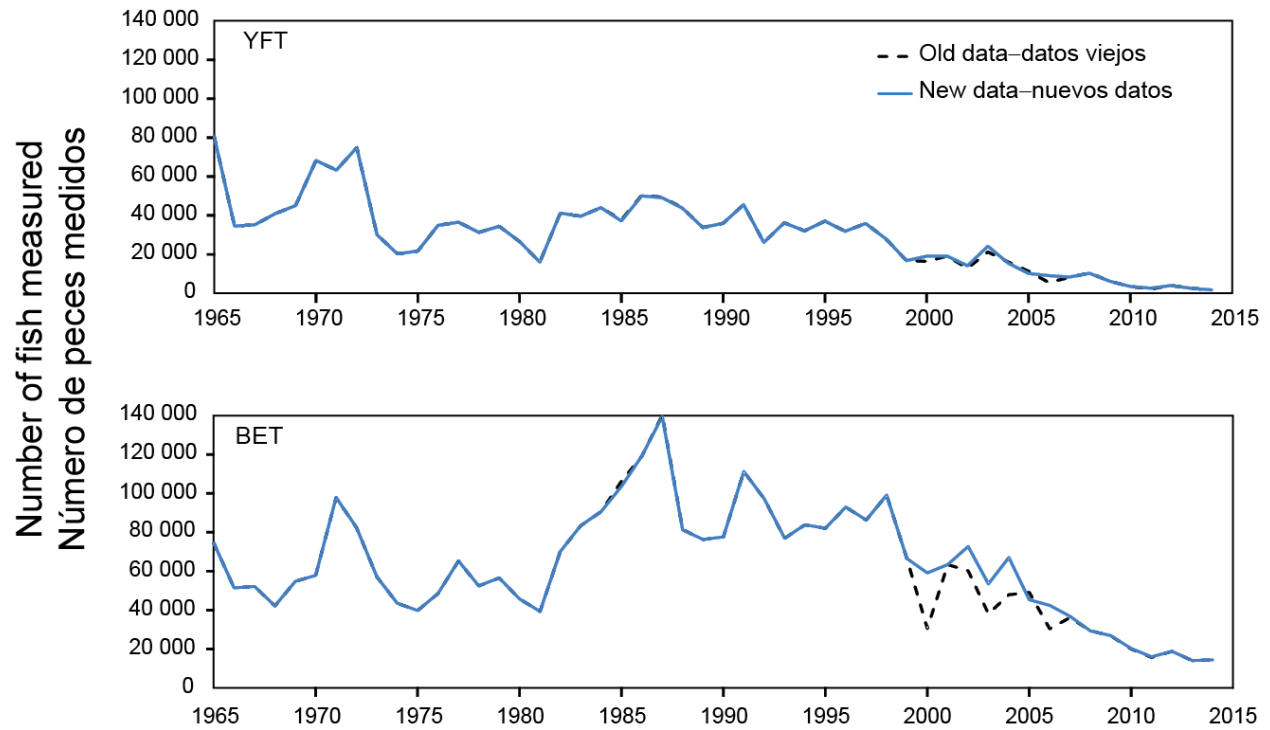 Number of fish measured
Número de peces medidos
140 000
120 000
100 000
80 000
60 000
40 000
20 000
0
YFT
Old data–datos viejos
New data–nuevos datos
1965 1970 1975 1980 1985 1990 1995 2000 2005 2010 2015
140 000
120 000
100 000
80 000
60 000
40 000
20 000
0
BET
1965 1970 1975 1980 1985 1990 1995 2000 2005 2010 2015